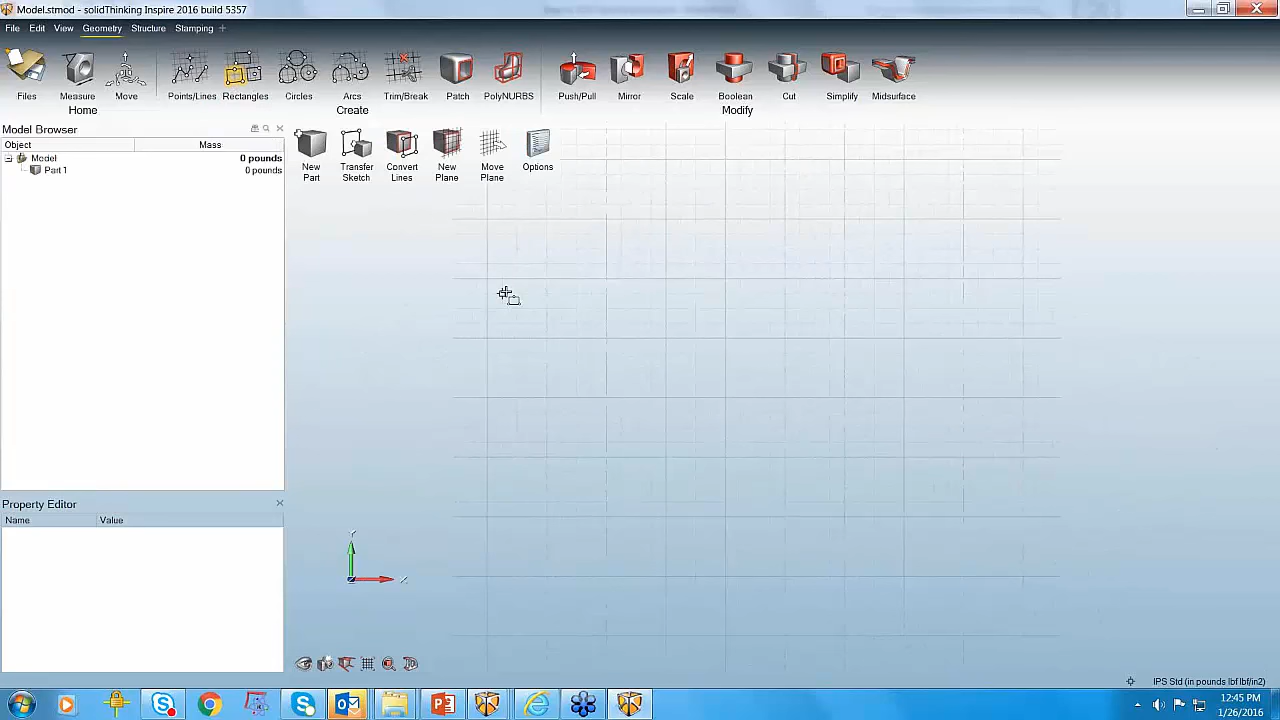 Model.stmod - solidThinking Inspire 2016 build 5357
File Edit View Geometry Structure Stamping +
Files Measure Move Points/Lines Rectangles Circles Arcs Trim/Break Patch PolyNURBS Push/Pull Mirror Scale Boolean Cut Simplify Midsurface
Home Create Modify
Model Browser
Object Mass
Model 0 pounds
Part 1 0 pounds
New Part
Transfer Sketch
Convert Lines
New Plane
Move Plane
Options
Property Editor
Name Value
Y
X
IPS Std (in pounds lbf lbf/in2)
12:45 PM
1/26/2016